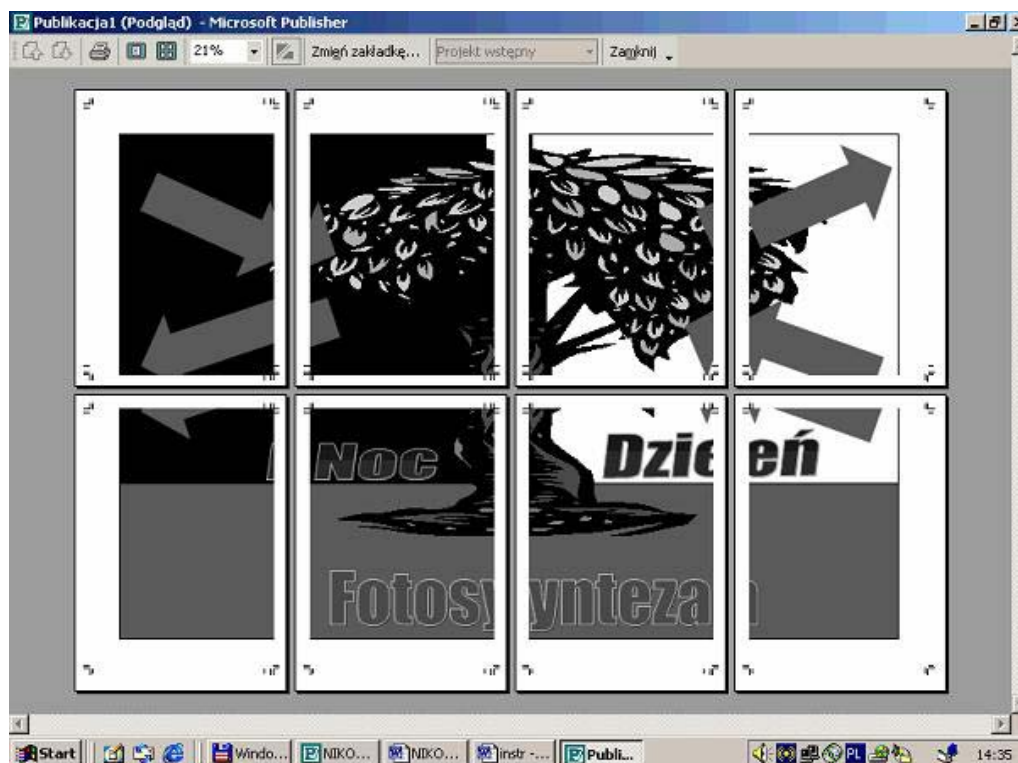 Publikacja1 (Podgląd) - Microsoft Publisher
21% Zmień zakładkę... Projekt wstępny Zamknij
Noc Dzień
Fotosynteza
Start Windo... NIKO... NIKO... instr -... Publi... PL 14:35